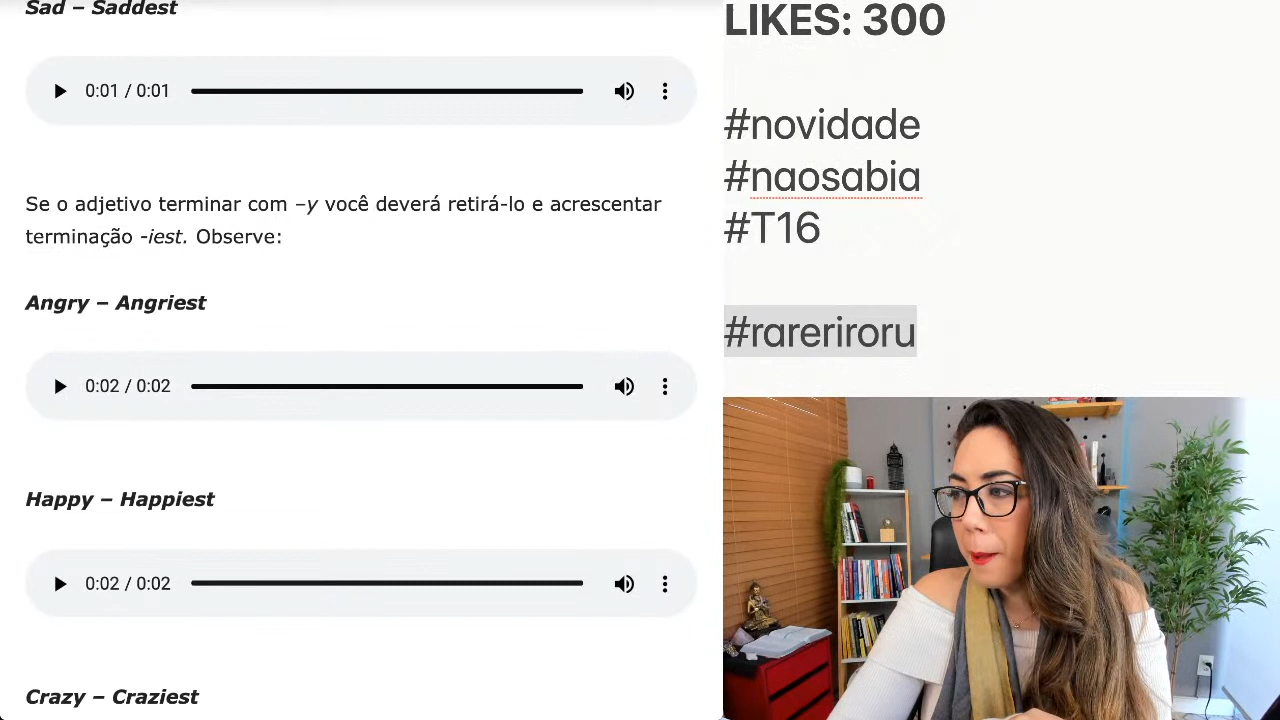 Sad – Saddest
0:01 / 0:01
Se o adjetivo terminar com –y você deverá retirá-lo e acrescentar
terminação -iest. Observe:
Angry – Angriest
0:02 / 0:02
Happy – Happiest
0:02 / 0:02
Crazy – Craziest
LIKES: 300
#novidade
#naosabia
#T16
#rareriroru